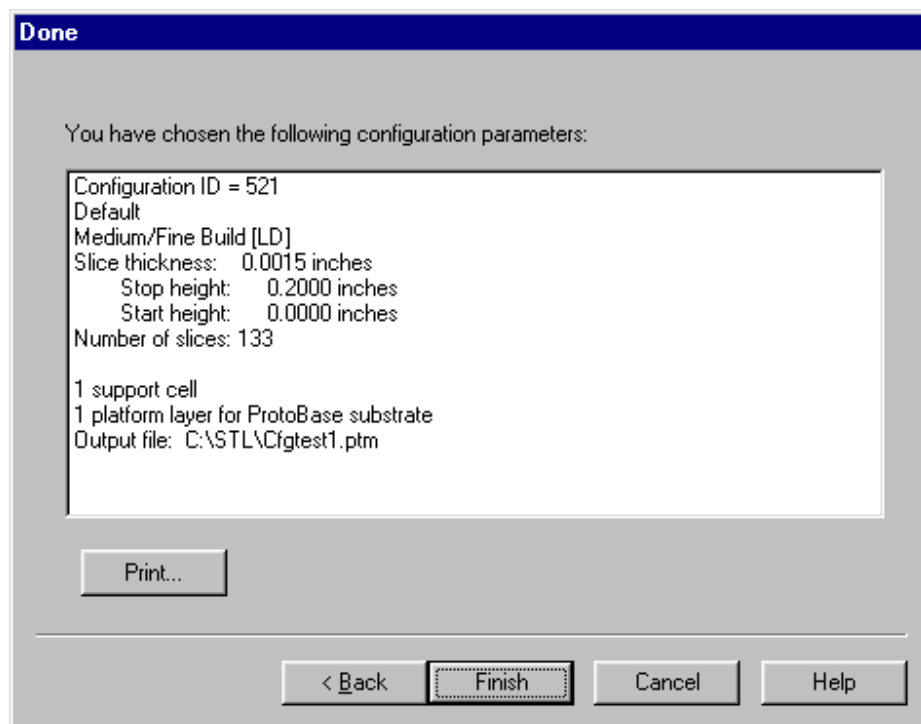 Done
You have chosen the following configuration parameters:
Configuration ID = 521
Default
Medium/Fine Build [LD]
Slice thickness: 0.0015 inches
Stop height: 0.2000 inches
Start height: 0.0000 inches
Number of slices: 133
1 support cell
1 platform layer for ProtoBase substrate
Output file: C:\STL\Cfgtest1.ptm
Print...
< Back Finish Cancel Help